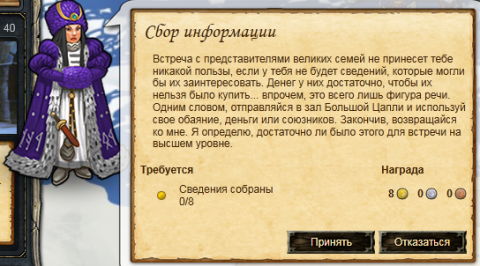 40
Сбор информации
Встреча с представителями великих семей не принесет тебе
никакой пользы, если у тебя не будет сведений, которые могли
бы их заинтересовать. Денег у них достаточно, чтобы их
нельзя было купить... впрочем, это всего лишь фигура речи.
Одним словом, отправляйся в зал Большой Цапли и используй
свое обаяние, деньги или союзников. Закончив, возвращайся
ко мне. Я определю, достаточно ли было этого для встречи на
высшем уровне.
Требуется Награда
Сведения собраны 8 0 0
0/8
Принять Отказаться